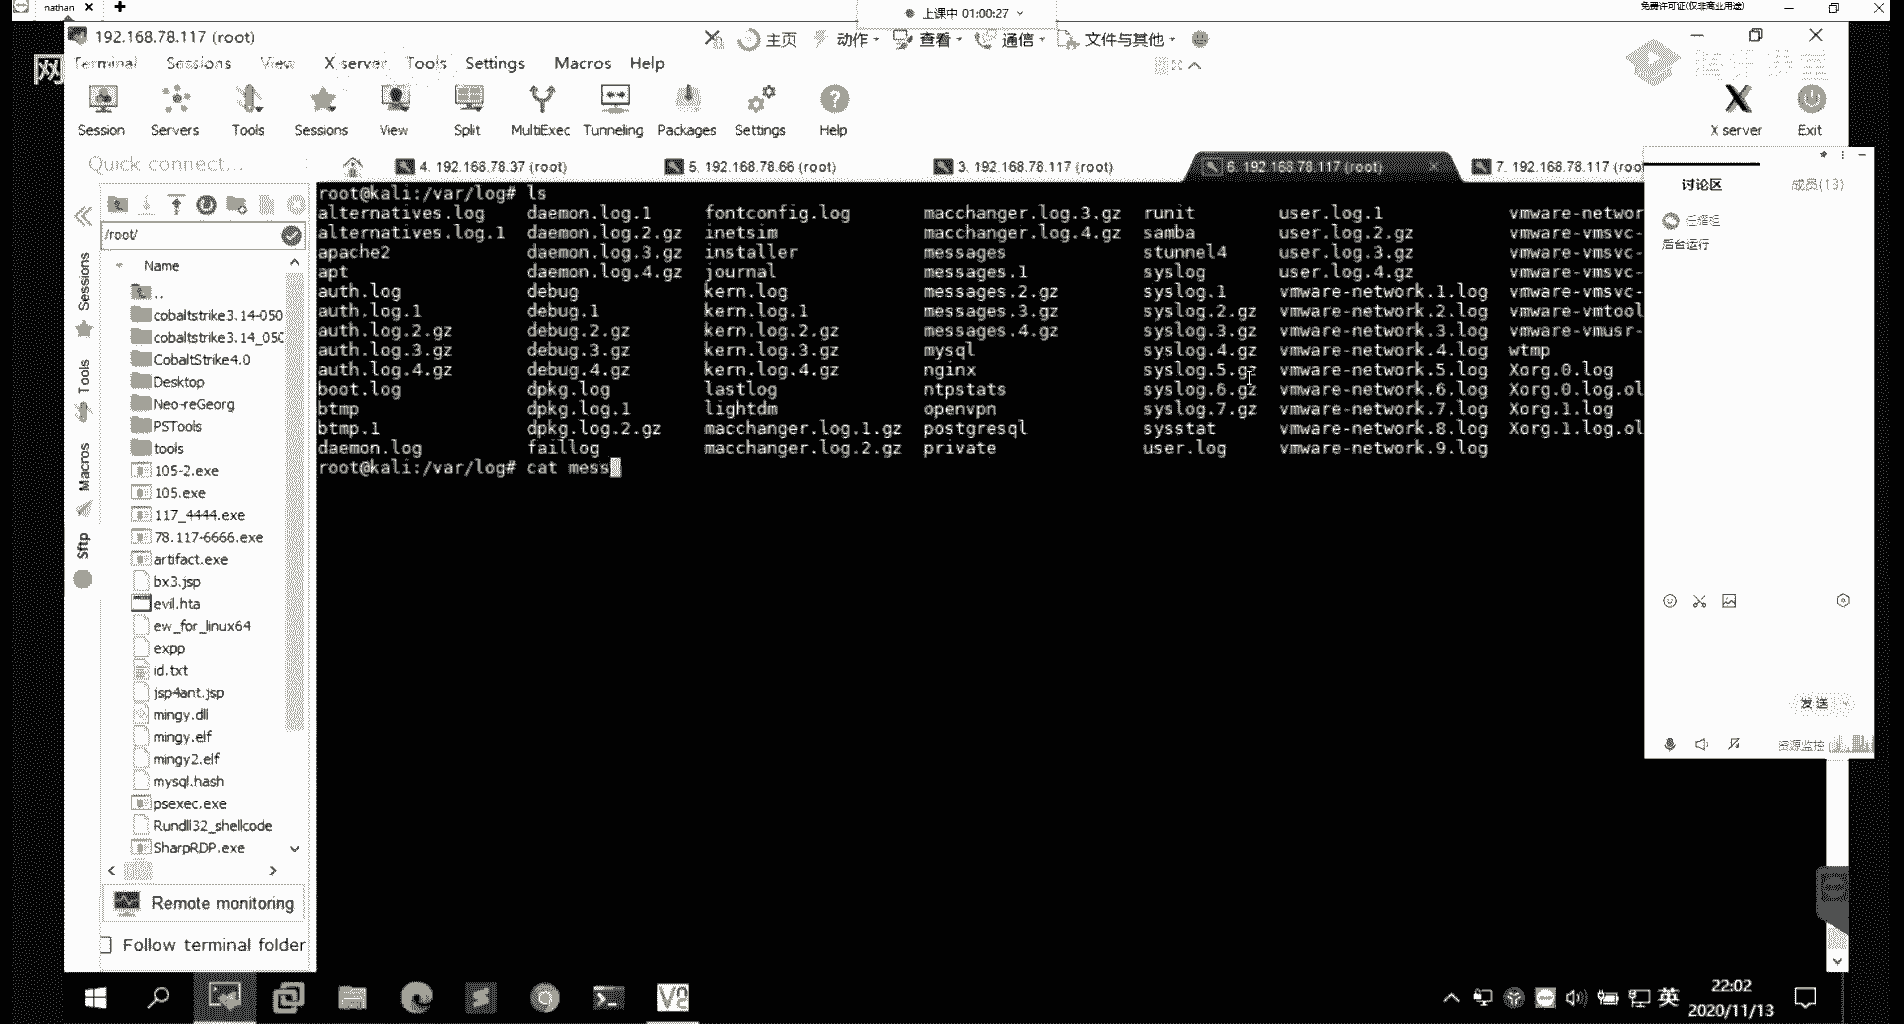 nathan
上课中 01:00:27
免费许可证(仅非商业用途)
192.168.78.117 (root)
主页 动作 查看 通信 文件与其他
网
Terminal Sessions View X server Tools Settings Macros Help
Session Servers Tools Sessions View Split MultiExec Tunneling Packages Settings Help X server Exit
Quick connect...
4. 192.168.78.37 (root) 5. 192.168.78.66 (root) 3. 192.168.78.117 (root) 6. 192.168.78.117 (root) 7. 192.168.78.117 (root)
/root/
Name
..
cobaltstrike3.14-050
cobaltstrike3.14_050
CobaltStrike4.0
Desktop
Neo-reGeorg
PSTools
tools
105-2.exe
105.exe
117_4444.exe
78.117-6666.exe
artifact.exe
bx3.jsp
evil.hta
ew_for_linux64
expp
id.txt
jsp4ant.jsp
mingy.dll
mingy.elf
mingy2.elf
mysql.hash
psexec.exe
Rundll32_shellcode
SharpRDP.exe
Remote monitoring
Follow terminal folder
Sessions
Tools
Macros
Sftp
root@kali:/var/log# ls
alternatives.log daemon.log.1 fontconfig.log macchanger.log.3.gz runit user.log.1 vmware-networ
alternatives.log.1 daemon.log.2.gz inetsim macchanger.log.4.gz samba user.log.2.gz vmware-vmsvc-
apache2 daemon.log.3.gz installer messages stunnel4 user.log.3.gz vmware-vmsvc-
apt daemon.log.4.gz journal messages.1 syslog user.log.4.gz vmware-vmsvc-
auth.log debug kern.log messages.2.gz syslog.1 vmware-network.1.log vmware-vmsvc-
auth.log.1 debug.1 kern.log.1 messages.3.gz syslog.2.gz vmware-network.2.log vmware-vmtool
auth.log.2.gz debug.2.gz kern.log.2.gz messages.4.gz syslog.3.gz vmware-network.3.log vmware-vmusr-
auth.log.3.gz debug.3.gz kern.log.3.gz mysql syslog.4.gz vmware-network.4.log wtmp
auth.log.4.gz debug.4.gz kern.log.4.gz nginx syslog.5.gz vmware-network.5.log Xorg.0.log
boot.log dpkg.log lastlog ntpstats syslog.6.gz vmware-network.6.log Xorg.0.log.ol
btmp dpkg.log.1 lightdm openvpn syslog.7.gz vmware-network.7.log Xorg.1.log
btmp.1 dpkg.log.2.gz macchanger.log.1.gz postgresql sysstat vmware-network.8.log Xorg.1.log.ol
daemon.log faillog macchanger.log.2.gz private user.log vmware-network.9.log
root@kali:/var/log# cat mess
讨论区 成员(13)
后台运行
发送
资源监控
英
22:02
2020/11/13